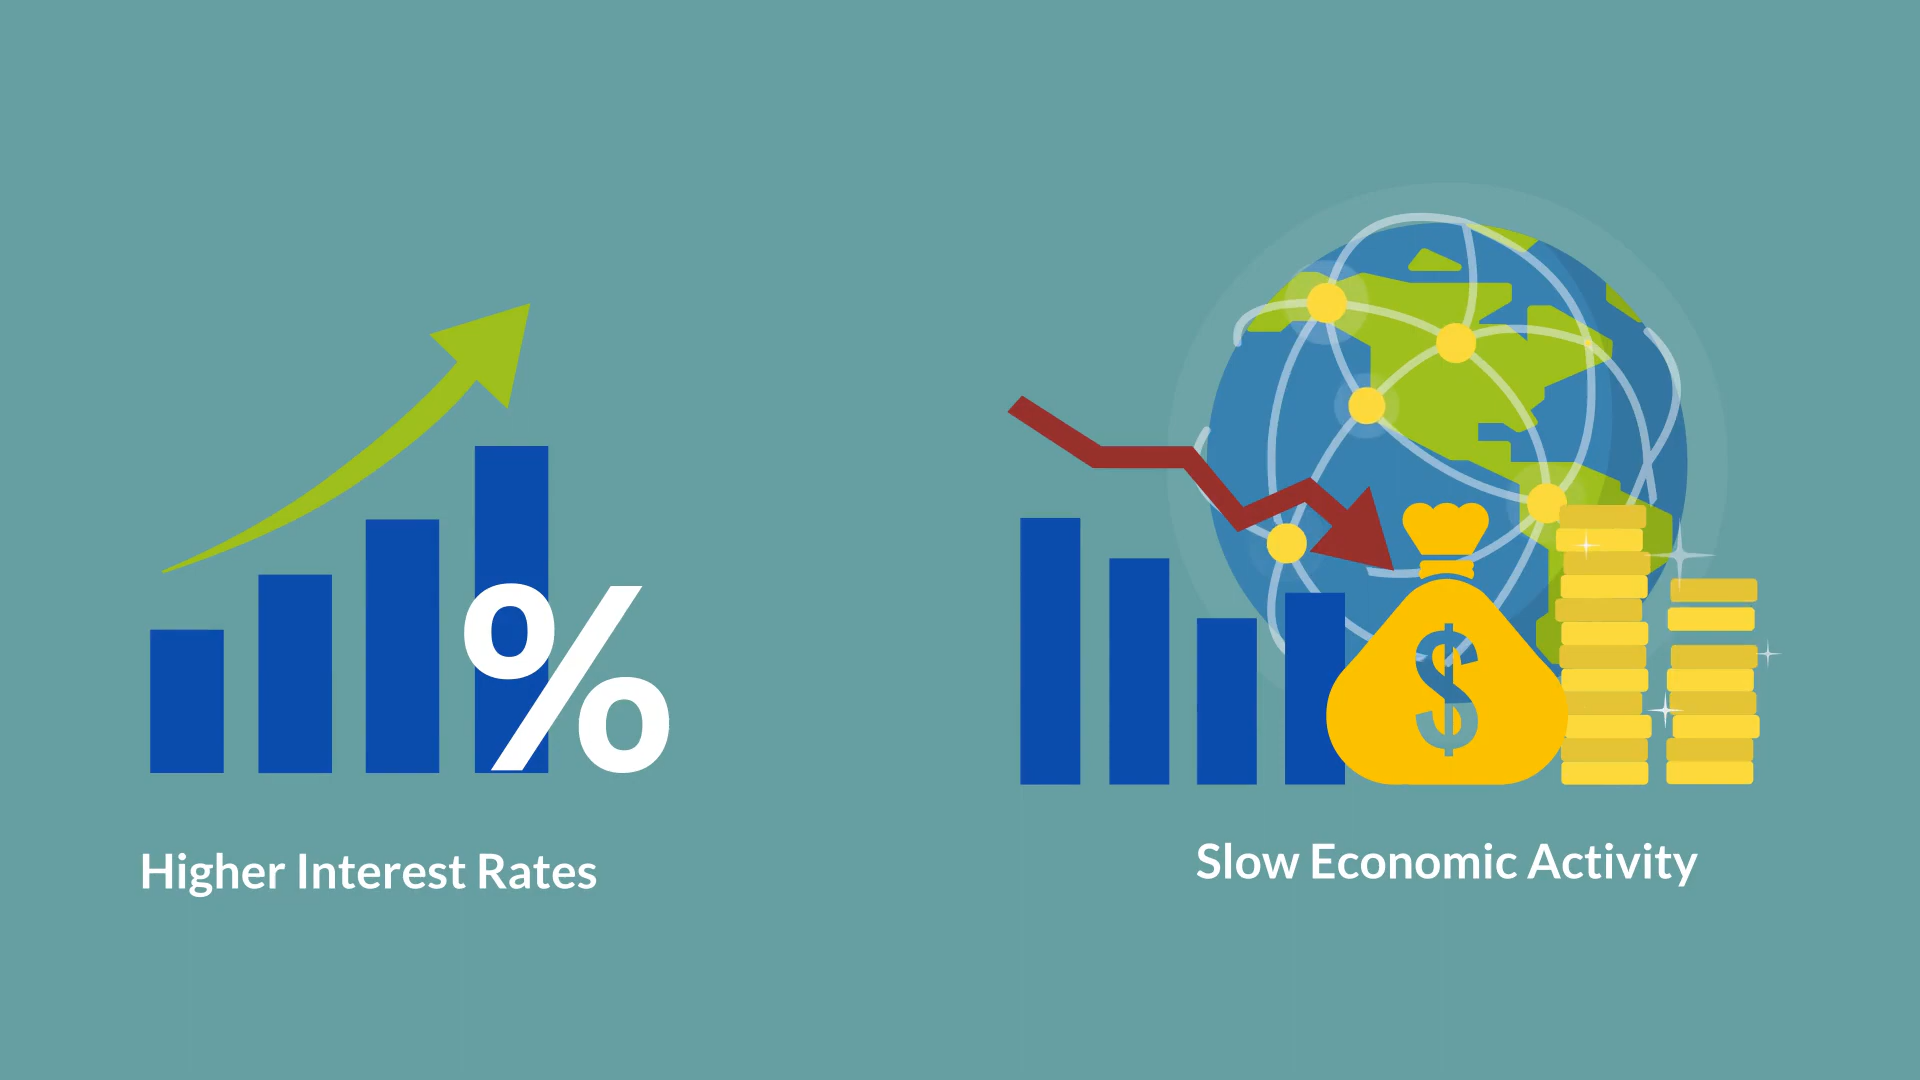 %
$
Higher Interest Rates
Slow Economic Activity